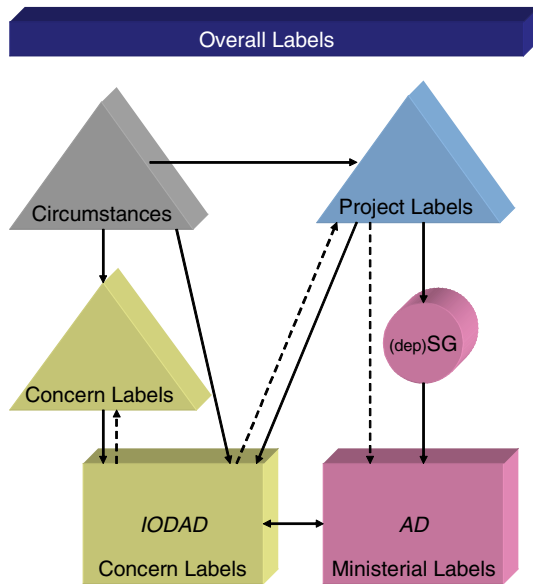 Overall Labels
Circumstances
Project Labels
(dep)SG
Concern Labels
IODAD
Concern Labels
AD
Ministerial Labels